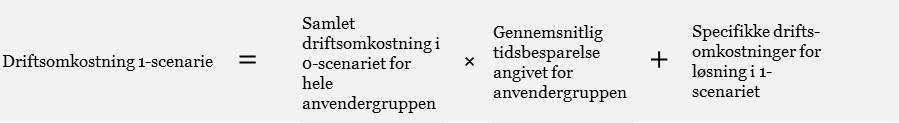 Driftsomkostning 1-scenarie
=
Samlet
driftsomkostning i
0-scenariet for
hele
anvendergruppen
×
Gennemsnitlig
tidsbesparelse
angivet for
anvendergruppen
+
Specifikke drifts-
omkostninger for
løsning i 1-
scenariet